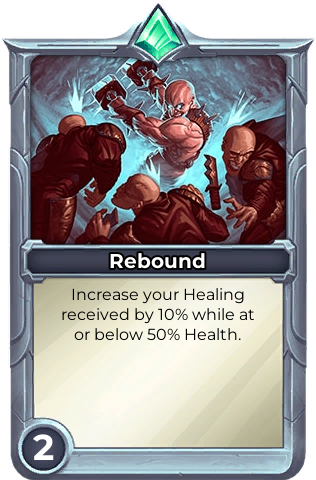 Rebound
Increase your Healing
received by 10% while at
or below 50% Health.
2